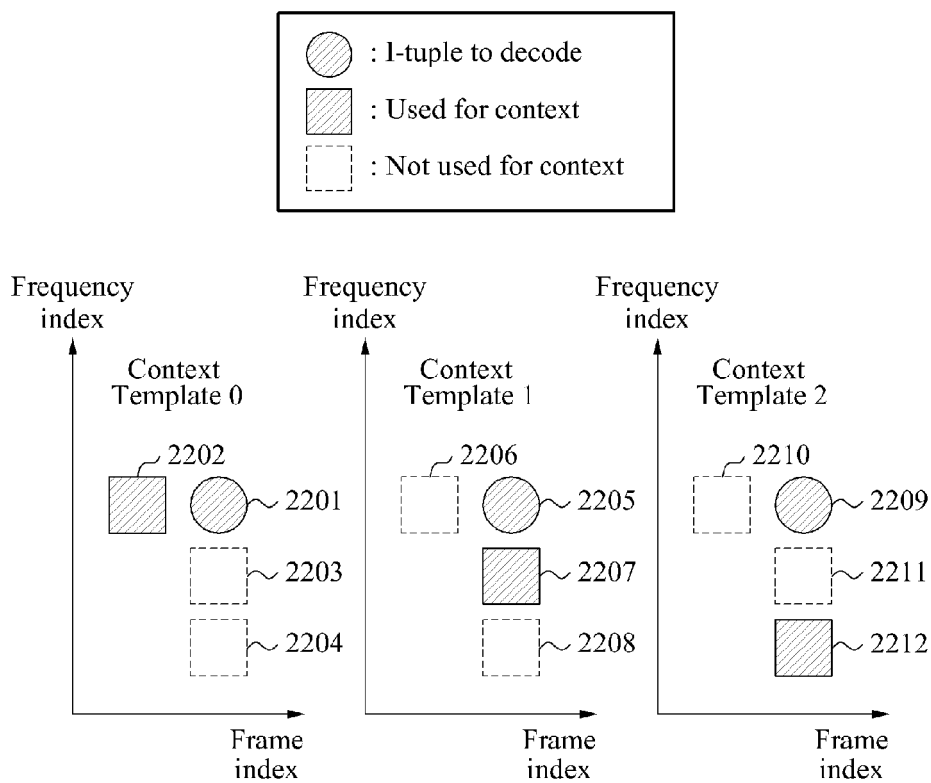 : I-tuple to decode
: Used for context
: Not used for context
Frequency index
Context Template 0
2202
2201
2203
2204
Frame index
Frequency index
Context Template 1
2206
2205
2207
2208
Frame index
Frequency index
Context Template 2
2210
2209
2211
2212
Frame index